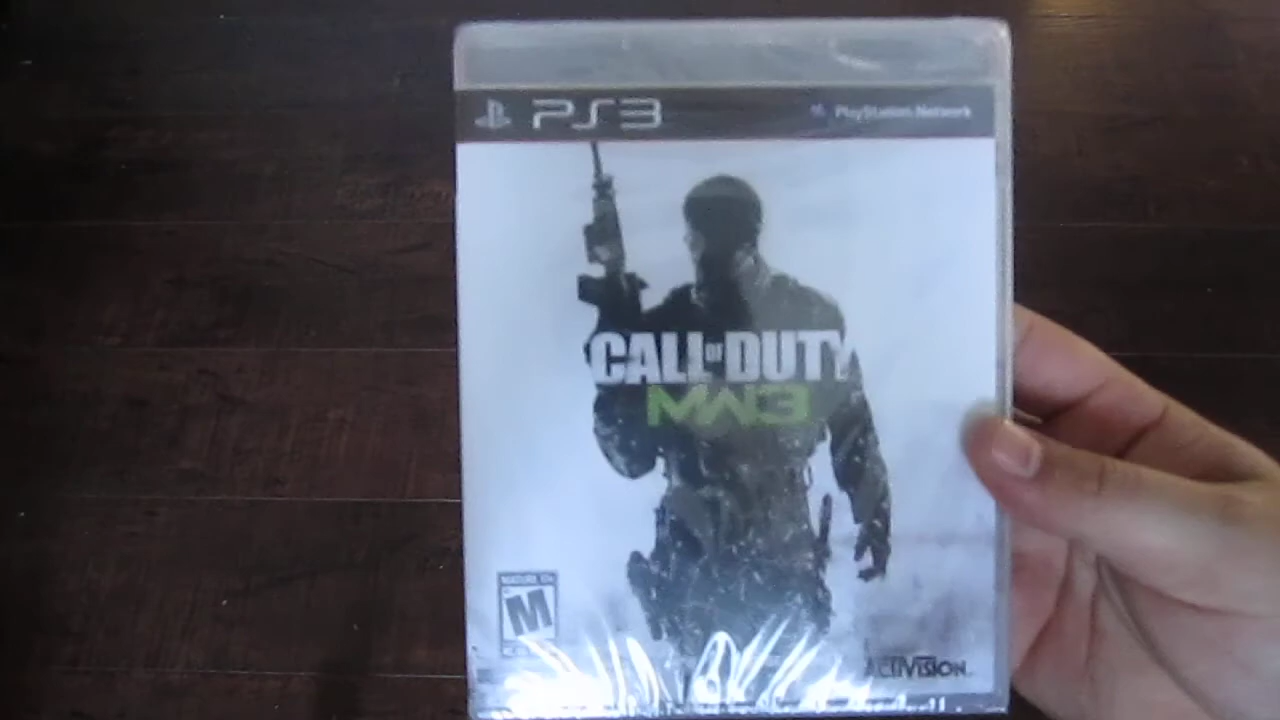 PS3 PlayStation Network
CALL OF DUTY
MW3
MATURE 17+
M
ACTIVISION